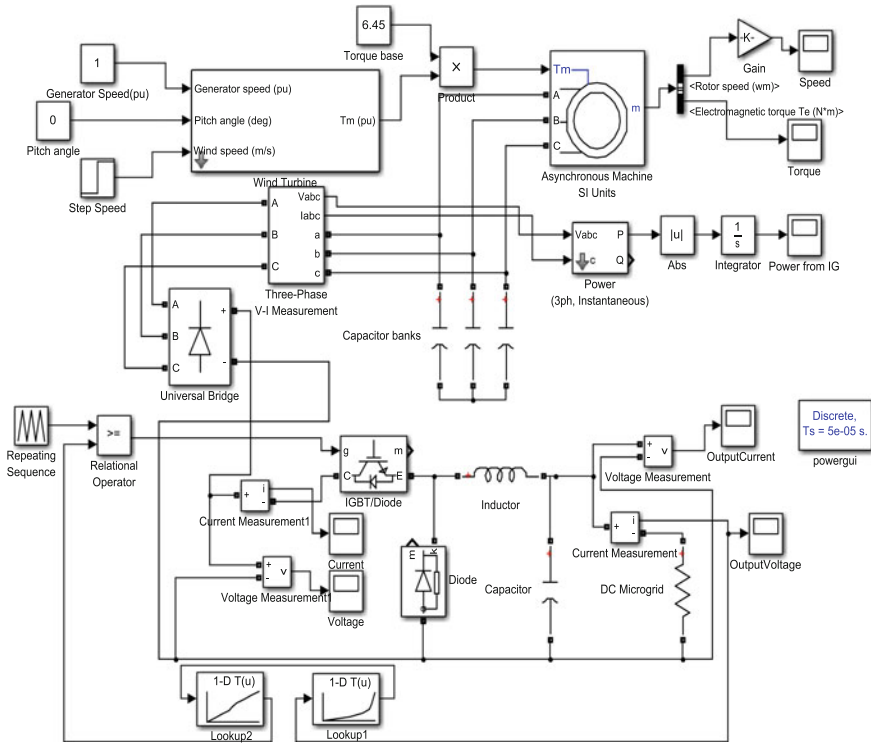 6.45
Torque base
1
Generator Speed(pu)
0
Pitch angle
Step Speed
Generator speed (pu)
Pitch angle (deg)
Wind speed (m/s)
Tm (pu)
Wind Turbine
X
Product
Tm
A
B
C
m
Asynchronous Machine
SI Units
-K-
Gain
Speed
<Rotor speed (wm)>
<Electromagnetic torque Te (N*m)>
Torque
A
B
C
Vabc
Iabc
a
b
c
Three-Phase
V-I Measurement
Vabc
c
P
Q
Power
(3ph, Instantaneous)
|u|
Abs
1
s
Integrator
Power from IG
A
B
C
+
-
Universal Bridge
Capacitor banks
Repeating
Sequence
>=
Relational
Operator
g
m
C
E
IGBT/Diode
+
i
-
Current Measurement1
Current
+
-
v
Voltage Measurement1
Voltage
m
k
Diode
Inductor
Capacitor
+
-
v
Voltage Measurement
OutputCurrent
+
i
-
Current Measurement
OutputVoltage
DC Microgrid
Discrete,
Ts = 5e-05 s.
powergui
1-D T(u)
Lookup2
1-D T(u)
Lookup1